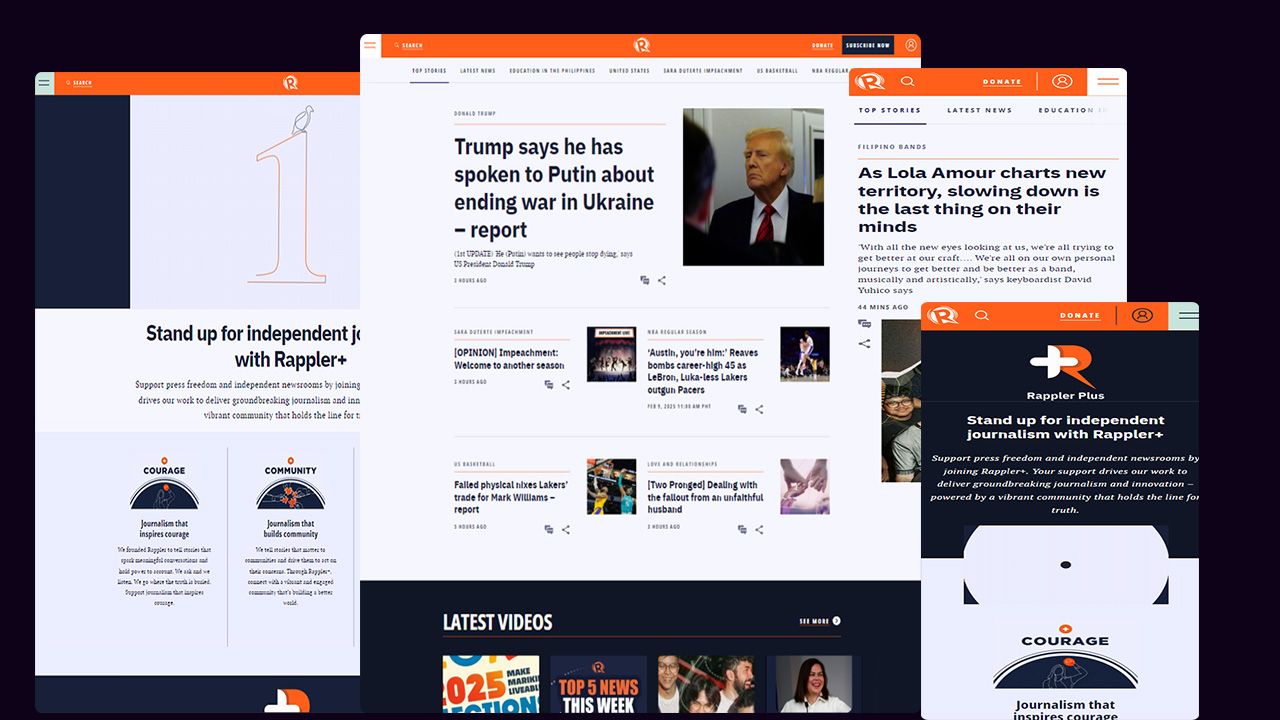 SEARCH
Stand up for independent jo
with Rappler+
Support press freedom and independent newsrooms by joining
drives our work to deliver groundbreaking journalism and inn
vibrant community that holds the line for t
COURAGE
Journalism that
inspires courage
We founded Rappler to tell stories that
spark meaningful conversations and
hold power to account. We ask and we
listen. We go where the truth is buried.
Support journalism that inspires
courage.
COMMUNITY
Journalism that
builds community
We tell stories that matter to
communities and drive them to act on
their concerns. Through Rappler+,
connect with a vibrant and engaged
community that's building a better
world.
SEARCH
R
DONATE
SUBSCRIBE NOW
TOP STORIES LATEST NEWS EDUCATION IN THE PHILIPPINES UNITED STATES SARA DUTERTE IMPEACHMENT US BASKETBALL NBA REGULAR
DONALD TRUMP
Trump says he has
spoken to Putin about
ending war in Ukraine
– report
(1st UPDATE) 'He (Putin) wants to see people stop dying,' says
US President Donald Trump
3 HOURS AGO
SARA DUTERTE IMPEACHMENT
[OPINION] Impeachment:
Welcome to another season
3 HOURS AGO
IMPEACHMENT LIVE
NBA REGULAR SEASON
'Austin, you're him:' Reaves
bombs career-high 45 as
LeBron, Luka-less Lakers
outgun Pacers
FEB 9, 2025 11:08 AM PHT
US BASKETBALL
Failed physical nixes Lakers'
trade for Mark Williams –
report
5 HOURS AGO
LOVE AND RELATIONSHIPS
[Two Pronged] Dealing with
the fallout from an unfaithful
husband
3 HOURS AGO
LATEST VIDEOS
SEE MORE
2025
MAKE
MARIKI
LIVEABL
TOP 5 NEWS
THIS WEEK
R
DONATE
TOP STORIES LATEST NEWS EDUCATION I
FILIPINO BANDS
As Lola Amour charts new
territory, slowing down is
the last thing on their
minds
'With all the new eyes looking at us, we're all trying to
get better at our craft.... We're all on our own personal
journeys to get better and be better as a band,
musically and artistically,' says keyboardist David
Yuhico says
44 MINS AGO
R
DONATE
Rappler Plus
Stand up for independent
journalism with Rappler+
Support press freedom and independent newsrooms by
joining Rappler+. Your support drives our work to
deliver groundbreaking journalism and innovation –
powered by a vibrant community that holds the line for
truth.
COURAGE
Journalism that
inspires courage